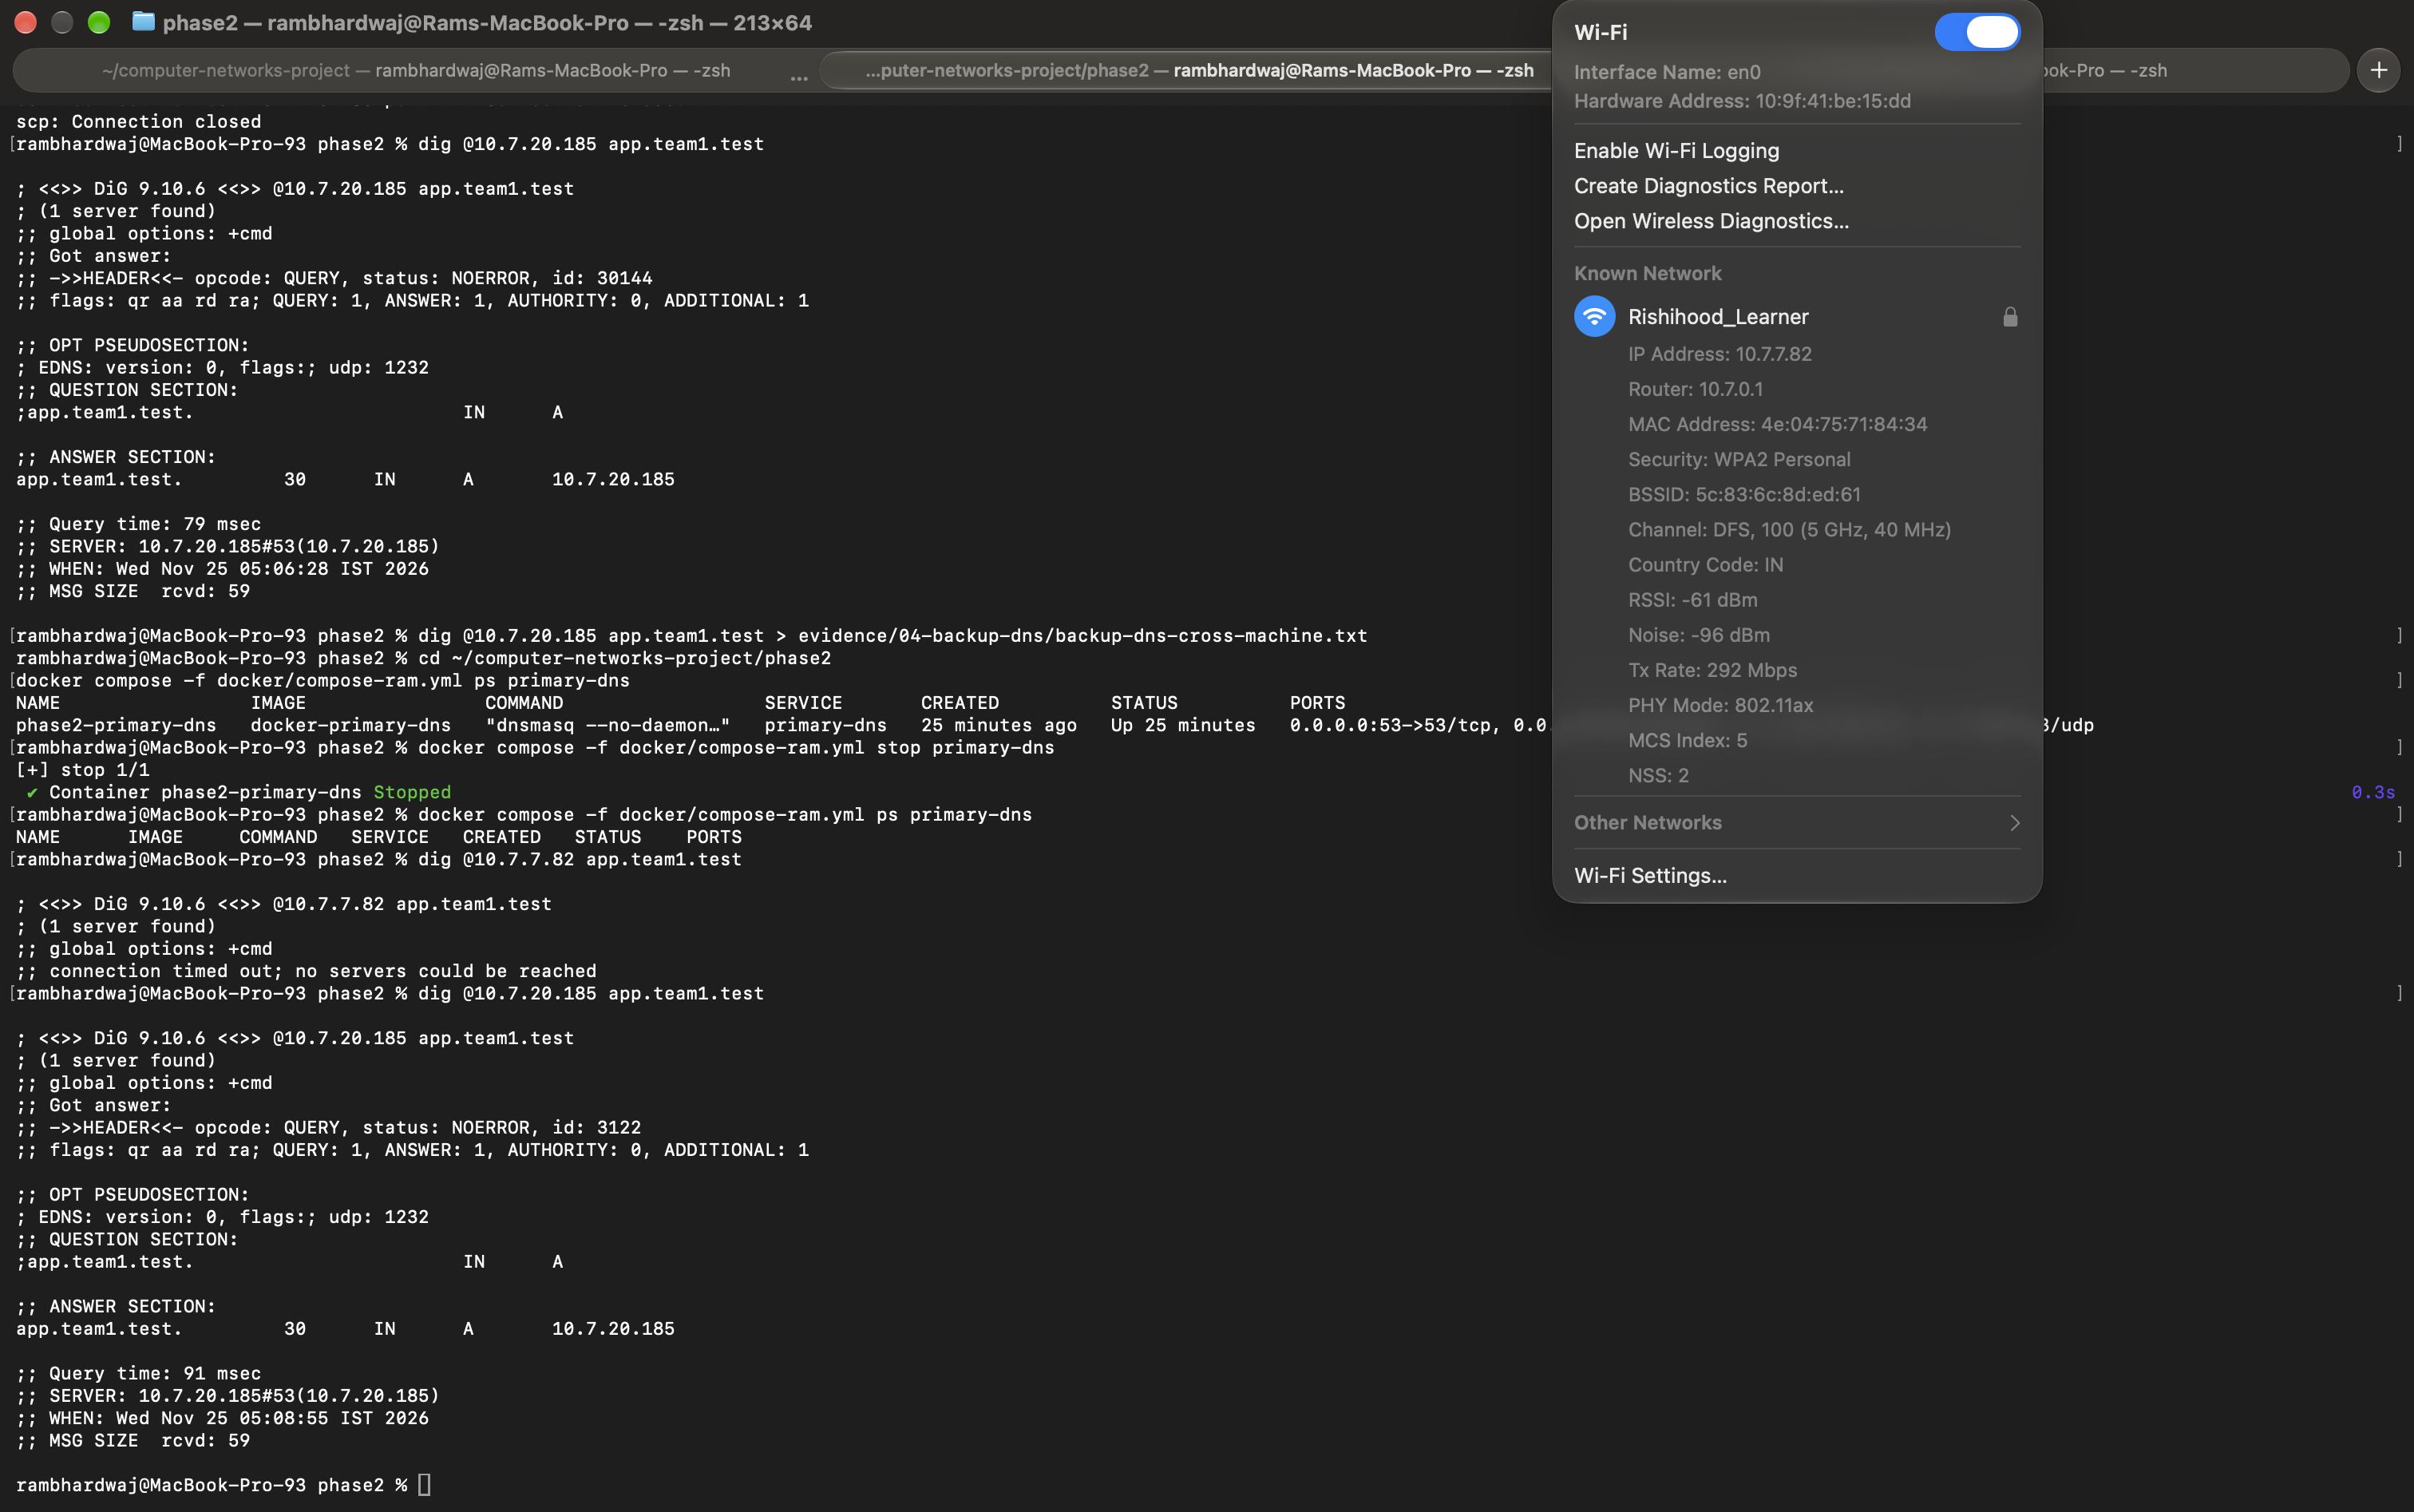 phase2 — rambhardwaj@Rams-MacBook-Pro — -zsh — 213×64
~/computer-networks-project — rambhardwaj@Rams-MacBook-Pro — -zsh
...
...puter-networks-project/phase2 — rambhardwaj@Rams-MacBook-Pro — -zsh
ok-Pro — -zsh
+
scp: Connection closed
[rambhardwaj@MacBook-Pro-93 phase2 % dig @10.7.20.185 app.team1.test ]
; <<>> DiG 9.10.6 <<>> @10.7.20.185 app.team1.test
; (1 server found)
;; global options: +cmd
;; Got answer:
;; ->>HEADER<<- opcode: QUERY, status: NOERROR, id: 30144
;; flags: qr aa rd ra; QUERY: 1, ANSWER: 1, AUTHORITY: 0, ADDITIONAL: 1
;; OPT PSEUDOSECTION:
; EDNS: version: 0, flags:; udp: 1232
;; QUESTION SECTION:
;app.team1.test. IN A
;; ANSWER SECTION:
app.team1.test. 30 IN A 10.7.20.185
;; Query time: 79 msec
;; SERVER: 10.7.20.185#53(10.7.20.185)
;; WHEN: Wed Nov 25 05:06:28 IST 2026
;; MSG SIZE rcvd: 59
[rambhardwaj@MacBook-Pro-93 phase2 % dig @10.7.20.185 app.team1.test > evidence/04-backup-dns/backup-dns-cross-machine.txt ]
rambhardwaj@MacBook-Pro-93 phase2 % cd ~/computer-networks-project/phase2
[docker compose -f docker/compose-ram.yml ps primary-dns ]
NAME IMAGE COMMAND SERVICE CREATED STATUS PORTS
phase2-primary-dns docker-primary-dns "dnsmasq --no-daemon…" primary-dns 25 minutes ago Up 25 minutes 0.0.0.0:53->53/tcp, 0.0. 3/udp
[rambhardwaj@MacBook-Pro-93 phase2 % docker compose -f docker/compose-ram.yml stop primary-dns ]
[+] stop 1/1
✔ Container phase2-primary-dns Stopped 0.3s
[rambhardwaj@MacBook-Pro-93 phase2 % docker compose -f docker/compose-ram.yml ps primary-dns ]
NAME IMAGE COMMAND SERVICE CREATED STATUS PORTS
[rambhardwaj@MacBook-Pro-93 phase2 % dig @10.7.7.82 app.team1.test ]
; <<>> DiG 9.10.6 <<>> @10.7.7.82 app.team1.test
; (1 server found)
;; global options: +cmd
;; connection timed out; no servers could be reached
[rambhardwaj@MacBook-Pro-93 phase2 % dig @10.7.20.185 app.team1.test ]
; <<>> DiG 9.10.6 <<>> @10.7.20.185 app.team1.test
; (1 server found)
;; global options: +cmd
;; Got answer:
;; ->>HEADER<<- opcode: QUERY, status: NOERROR, id: 3122
;; flags: qr aa rd ra; QUERY: 1, ANSWER: 1, AUTHORITY: 0, ADDITIONAL: 1
;; OPT PSEUDOSECTION:
; EDNS: version: 0, flags:; udp: 1232
;; QUESTION SECTION:
;app.team1.test. IN A
;; ANSWER SECTION:
app.team1.test. 30 IN A 10.7.20.185
;; Query time: 91 msec
;; SERVER: 10.7.20.185#53(10.7.20.185)
;; WHEN: Wed Nov 25 05:08:55 IST 2026
;; MSG SIZE rcvd: 59
rambhardwaj@MacBook-Pro-93 phase2 %
Wi-Fi
Interface Name: en0
Hardware Address: 10:9f:41:be:15:dd
Enable Wi-Fi Logging
Create Diagnostics Report...
Open Wireless Diagnostics...
Known Network
Rishihood_Learner
IP Address: 10.7.7.82
Router: 10.7.0.1
MAC Address: 4e:04:75:71:84:34
Security: WPA2 Personal
BSSID: 5c:83:6c:8d:ed:61
Channel: DFS, 100 (5 GHz, 40 MHz)
Country Code: IN
RSSI: -61 dBm
Noise: -96 dBm
Tx Rate: 292 Mbps
PHY Mode: 802.11ax
MCS Index: 5
NSS: 2
Other Networks
Wi-Fi Settings...